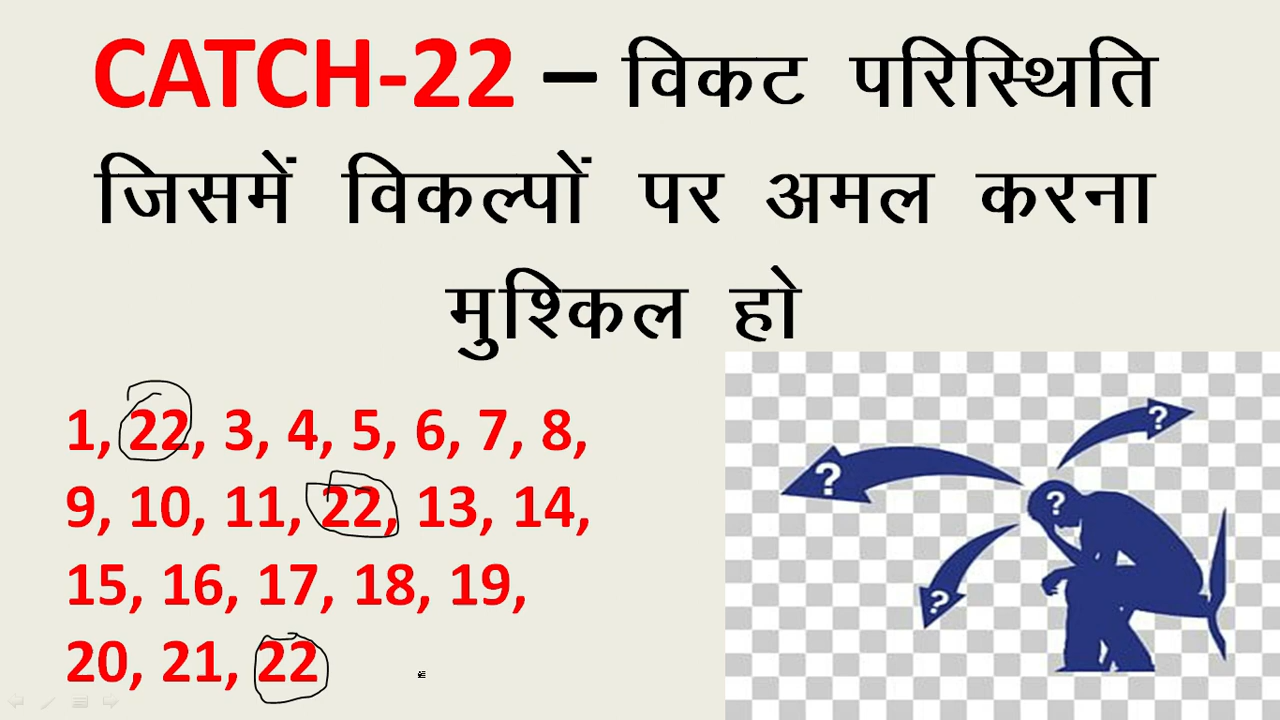 CATCH-22 – विकट परिस्थिति
जिसमें विकल्पों पर अमल करना
मुश्किल हो
1, 22, 3, 4, 5, 6, 7, 8,
9, 10, 11, 22, 13, 14,
15, 16, 17, 18, 19,
20, 21, 22
?
?
?
?